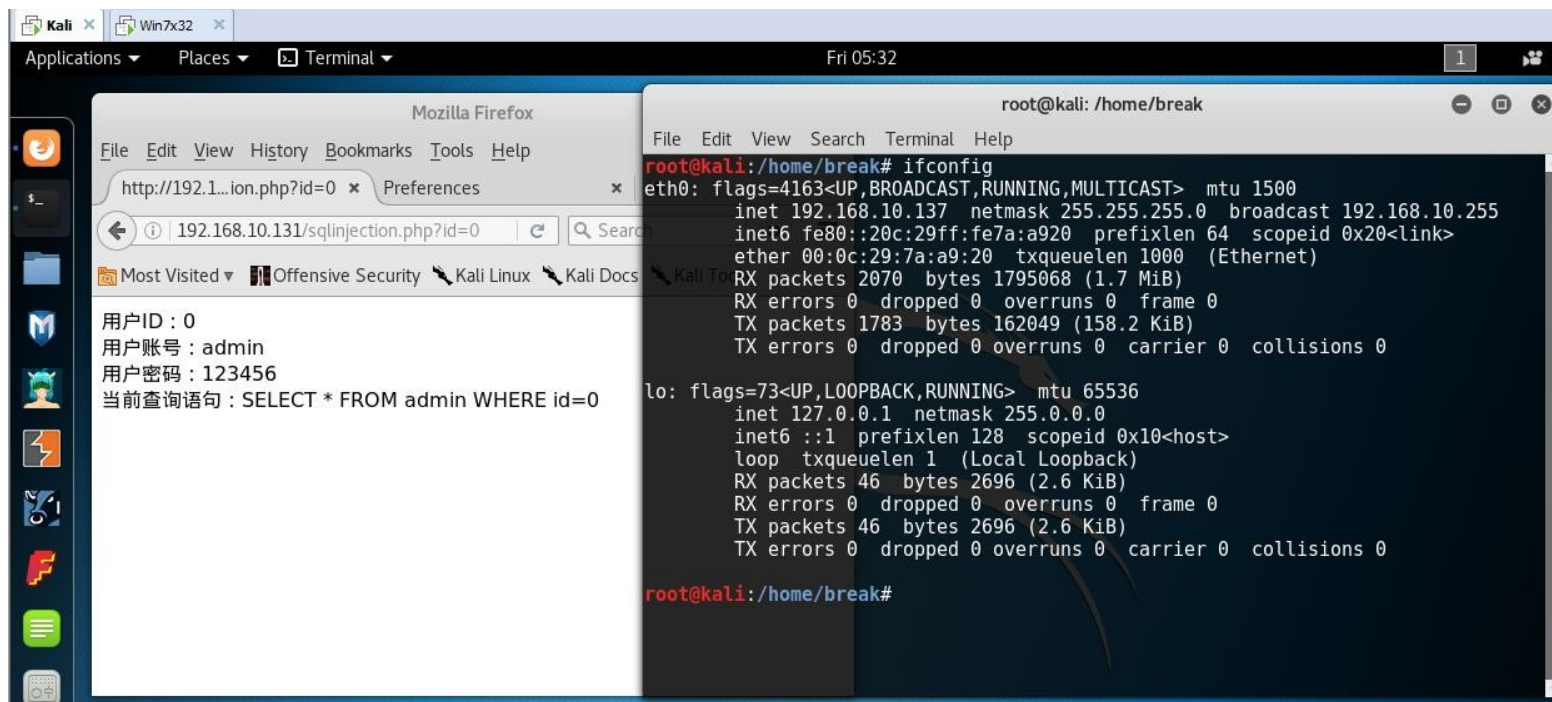 Kali
Win7x32
Applications
Places
Terminal
Fri 05:32
1
Mozilla Firefox
File Edit View History Bookmarks Tools Help
http://192.1...ion.php?id=0
Preferences
192.168.10.131/sqlinjection.php?id=0
Most Visited
Offensive Security
Kali Linux
Kali Docs
用户ID：0
用户账号：admin
用户密码：123456
当前查询语句：SELECT * FROM admin WHERE id=0
root@kali: /home/break
File Edit View Search Terminal Help
root@kali:/home/break# ifconfig
eth0: flags=4163<UP,BROADCAST,RUNNING,MULTICAST>  mtu 1500
inet 192.168.10.137  netmask 255.255.255.0  broadcast 192.168.10.255
inet6 fe80::20c:29ff:fe7a:a920  prefixlen 64  scopeid 0x20<link>
ether 00:0c:29:7a:a9:20  txqueuelen 1000  (Ethernet)
RX packets 2070  bytes 1795068 (1.7 MiB)
RX errors 0  dropped 0  overruns 0  frame 0
TX packets 1783  bytes 162049 (158.2 KiB)
TX errors 0  dropped 0 overruns 0  carrier 0  collisions 0
lo: flags=73<UP,LOOPBACK,RUNNING>  mtu 65536
inet 127.0.0.1  netmask 255.0.0.0
inet6 ::1  prefixlen 128  scopeid 0x10<host>
loop  txqueuelen 1  (Local Loopback)
RX packets 46  bytes 2696 (2.6 KiB)
RX errors 0  dropped 0  overruns 0  frame 0
TX packets 46  bytes 2696 (2.6 KiB)
TX errors 0  dropped 0 overruns 0  carrier 0  collisions 0
root@kali:/home/break#